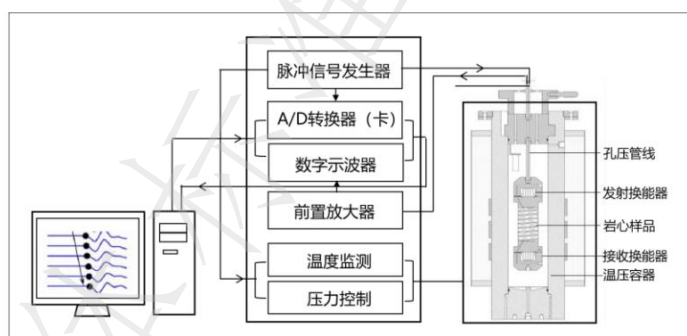 脉冲信号发生器
A/D转换器（卡）
数字示波器
前置放大器
温度监测
压力控制
孔压管线
发射换能器
岩心样品
接收换能器
温压容器